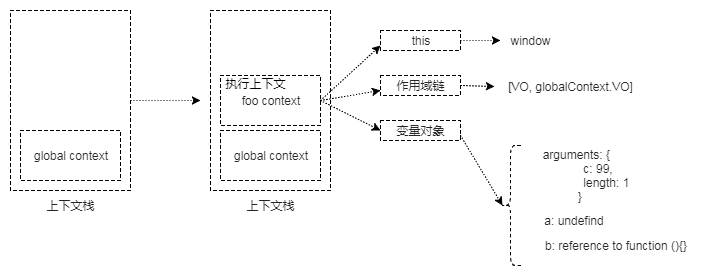 global context
上下文栈
执行上下文
foo context
global context
上下文栈
this
window
作用域链
[VO, globalContext.VO]
变量对象
arguments: {
c: 99,
length: 1
}
a: undefind
b: reference to function (){}